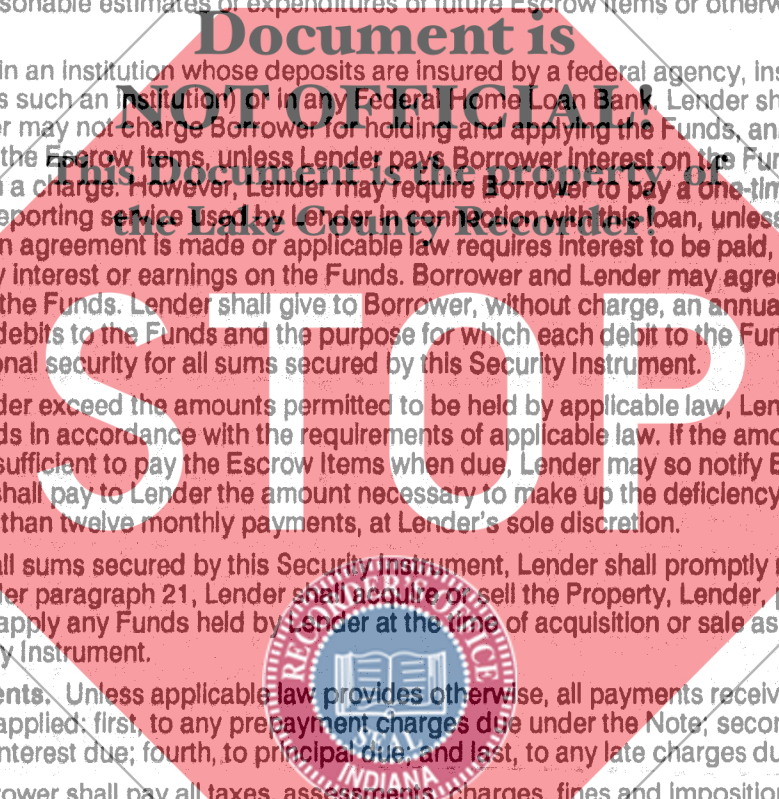 sonable estimates of expenditures of future Escrow Items or otherw
Document is
in an institution whose deposits are insured by a federal agency, ins
NOT OFFICIAL!
s such an institution) or in any Federal Home Loan Bank. Lender sh
r may not charge Borrower for holding and applying the Funds, an
the Escrow Items, unless Lender pays Borrower interest on the Fun
This Document is the property of
a charge. However, Lender may require Borrower to pay a one-tim
the Lake County Recorder!
eporting service used by Lender in connection with this loan, unless
n agreement is made or applicable law requires interest to be paid,
y interest or earnings on the Funds. Borrower and Lender may agre
the Funds. Lender shall give to Borrower, without charge, an annua
debits to the Funds and the purpose for which each debit to the Fun
onal security for all sums secured by this Security Instrument.
STOP
der exceed the amounts permitted to be held by applicable law, Len
ds in accordance with the requirements of applicable law. If the amo
sufficient to pay the Escrow Items when due, Lender may so notify B
shall pay to Lender the amount necessary to make up the deficiency
than twelve monthly payments, at Lender's sole discretion.
all sums secured by this Security Instrument, Lender shall promptly r
der paragraph 21, Lender shall acquire or sell the Property, Lender,
apply any Funds held by Lender at the time of acquisition or sale as
y Instrument.
RECORDER'S OFFICE
SEAL
INDIANA
ents. Unless applicable law provides otherwise, all payments receiv
applied: first, to any prepayment charges due under the Note; secon
nterest due; fourth, to principal due; and last, to any late charges du
rower shall pay all taxes, assessments, charges, fines and impositio